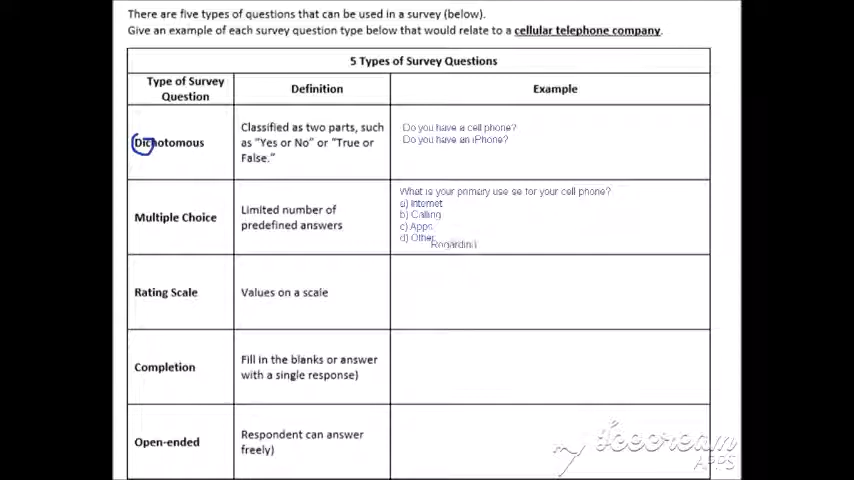 There are five types of questions that can be used in a survey (below).
Give an example of each survey question type below that would relate to a cellular telephone company.
5 Types of Survey Questions
Type of Survey
Question
Definition
Example
Dichotomous
Classified as two parts, such
as "Yes or No" or "True or
False."
Do you have a cell phone?
Do you have an iPhone?
Multiple Choice
Limited number of
predefined answers
What is your primary use se for your cell phone?
a) Internet
b) Calling
c) Apps
d) Other
Rating Scale
Values on a scale
Completion
Fill in the blanks or answer
with a single response)
Open-ended
Respondent can answer
freely)
my Icecream
APPS